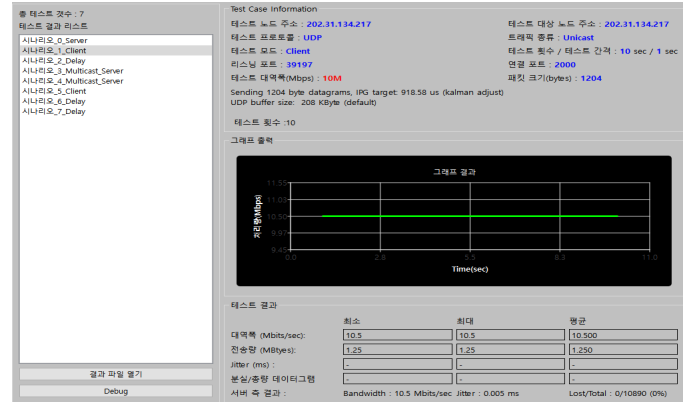 총 테스트 갯수 : 7
테스트 결과 리스트
시나리오_0_Server
시나리오_1_Client
시나리오_2_Delay
시나리오_3_Multicast_Server
시나리오_4_Multicast_Server
시나리오_5_Client
시나리오_6_Delay
시나리오_7_Delay
결과 파일 열기
Debug
Test Case Information
테스트 노드 주소 : 202.31.134.217
테스트 대상 노드 주소 : 202.31.134.217
테스트 프로토콜 : UDP
트래픽 종류 : Unicast
테스트 모드 : Client
테스트 횟수 / 테스트 간격 : 10 sec / 1 sec
리스닝 포트 : 39197
연결 포트 : 2000
테스트 대역폭(Mbps) : 10M
패킷 크기(bytes) : 1204
Sending 1204 byte datagrams, IPG target: 918.58 us (kalman adjust)
UDP buffer size: 208 KByte (default)
테스트 횟수 :10
그래프 출력
그래프 결과
처리량(Mbps)
11.55
11.03
10.50
9.97
9.45
0.0 2.8 5.5 8.3 11.0
Time(sec)
테스트 결과
최소 최대 평균
대역폭 (Mbits/sec): 10.5 10.5 10.500
전송량 (MBtyes): 1.25 1.25 1.250
Jitter (ms) : - - -
분실/총량 데이터그램 - - -
서버 측 결과 : Bandwidth : 10.5 Mbits/sec Jitter : 0.005 ms Lost/Total : 0/10890 (0%)